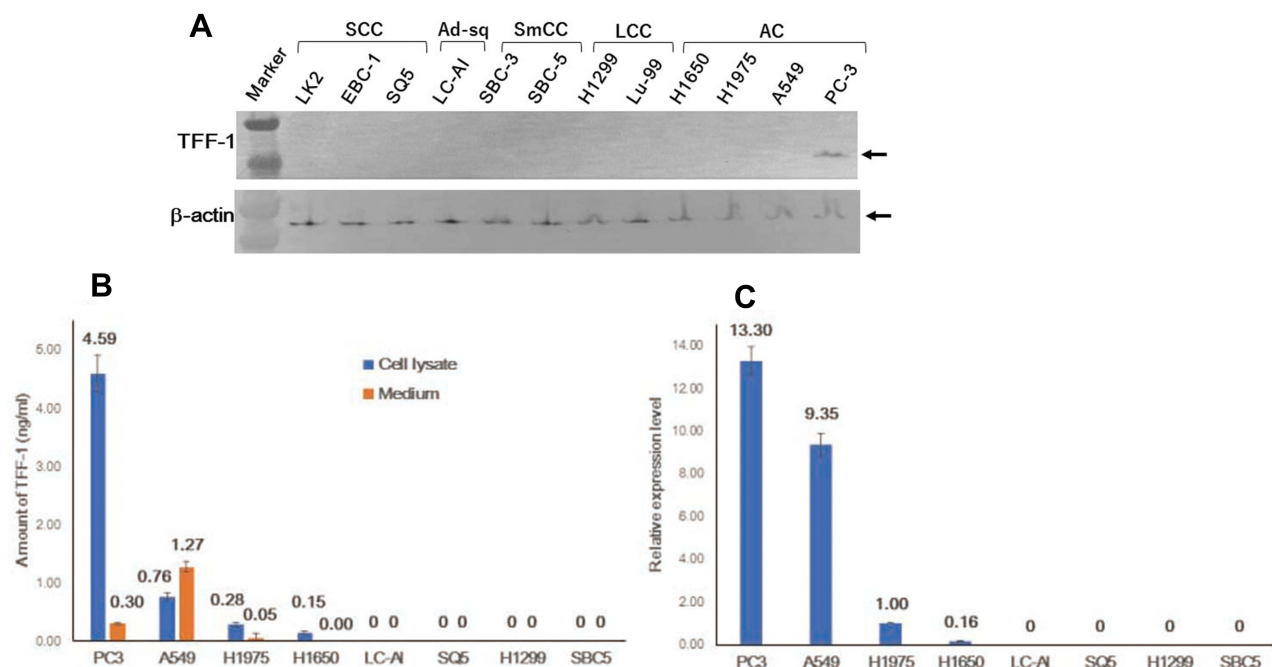 A
SCC Ad-sq SmCC LCC AC
Marker LK2 EBC-1 SQ5 LC-AI SBC-3 SBC-5 H1299 Lu-99 H1650 H1975 A549 PC-3
TFF-1
β-actin
B
Amount of TFF-1 (ng/ml)
5.00
4.00
3.00
2.00
1.00
0.00
Cell lysate
Medium
4.59 0.30 0.76 1.27 0.28 0.05 0.15 0.00 0 0 0 0 0 0 0 0
PC3 A549 H1975 H1650 LC-AI SQ5 H1299 SBC5
C
Relative expression level
14.00
12.00
10.00
8.00
6.00
4.00
2.00
0.00
13.30 9.35 1.00 0.16 0 0 0 0
PC3 A549 H1975 H1650 LC-AI SQ5 H1299 SBC5